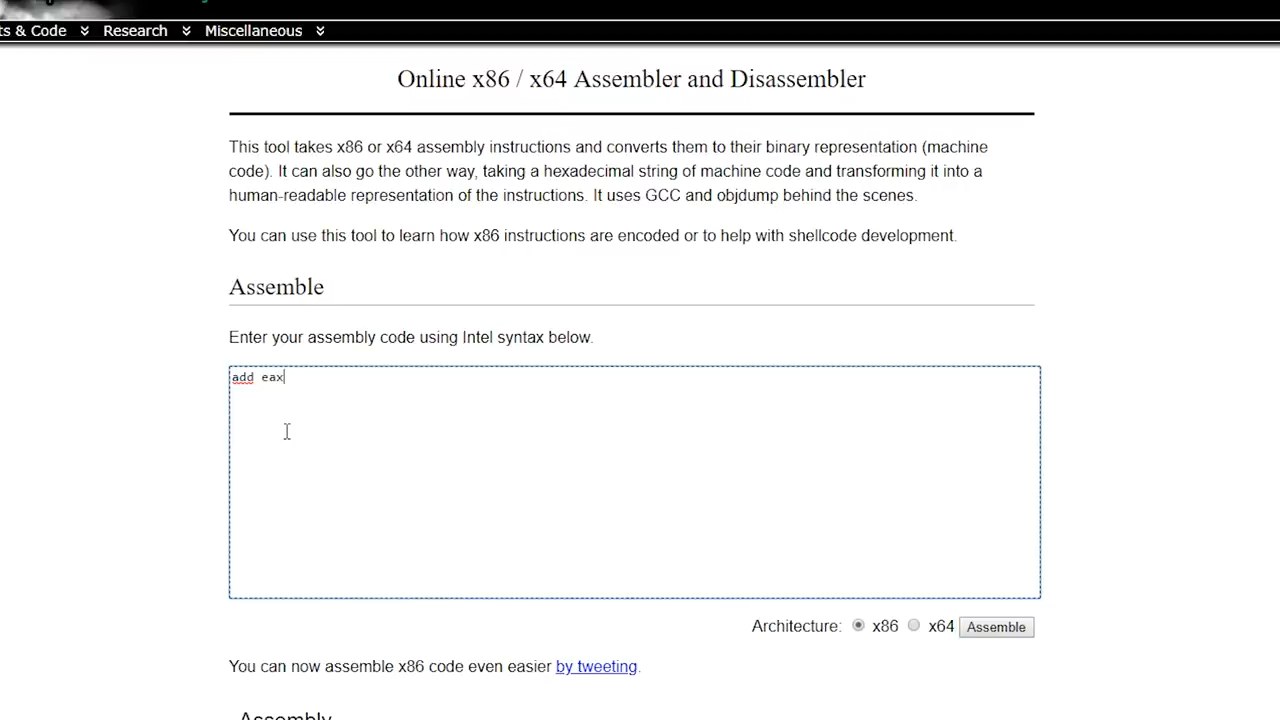 ts & Code Research Miscellaneous
Online x86 / x64 Assembler and Disassembler
This tool takes x86 or x64 assembly instructions and converts them to their binary representation (machine
code). It can also go the other way, taking a hexadecimal string of machine code and transforming it into a
human-readable representation of the instructions. It uses GCC and objdump behind the scenes.
You can use this tool to learn how x86 instructions are encoded or to help with shellcode development.
Assemble
Enter your assembly code using Intel syntax below.
add eax
Architecture: x86 x64 Assemble
You can now assemble x86 code even easier by tweeting.
Assembly